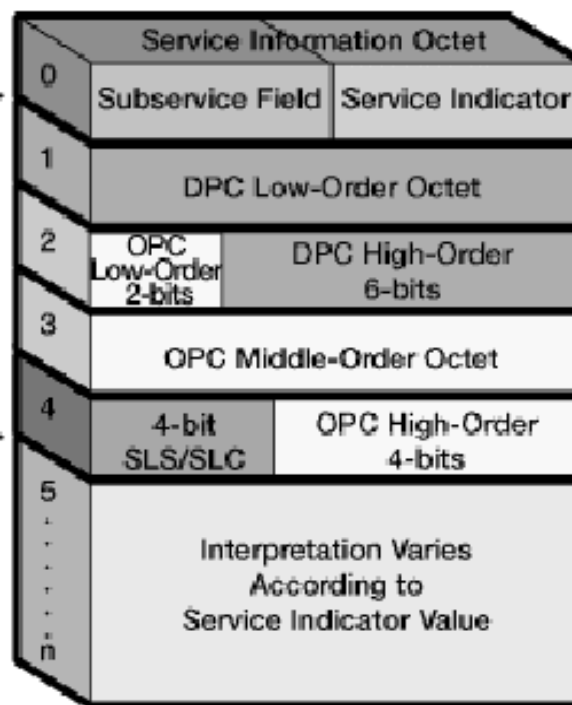 Service Information Octet
0
Subservice Field
Service Indicator
1
DPC Low-Order Octet
2
OPC
Low-Order
2-bits
DPC High-Order
6-bits
3
OPC Middle-Order Octet
4
4-bit
SLS/SLC
OPC High-Order
4-bits
5
Interpretation Varies
According to
Service Indicator Value
n